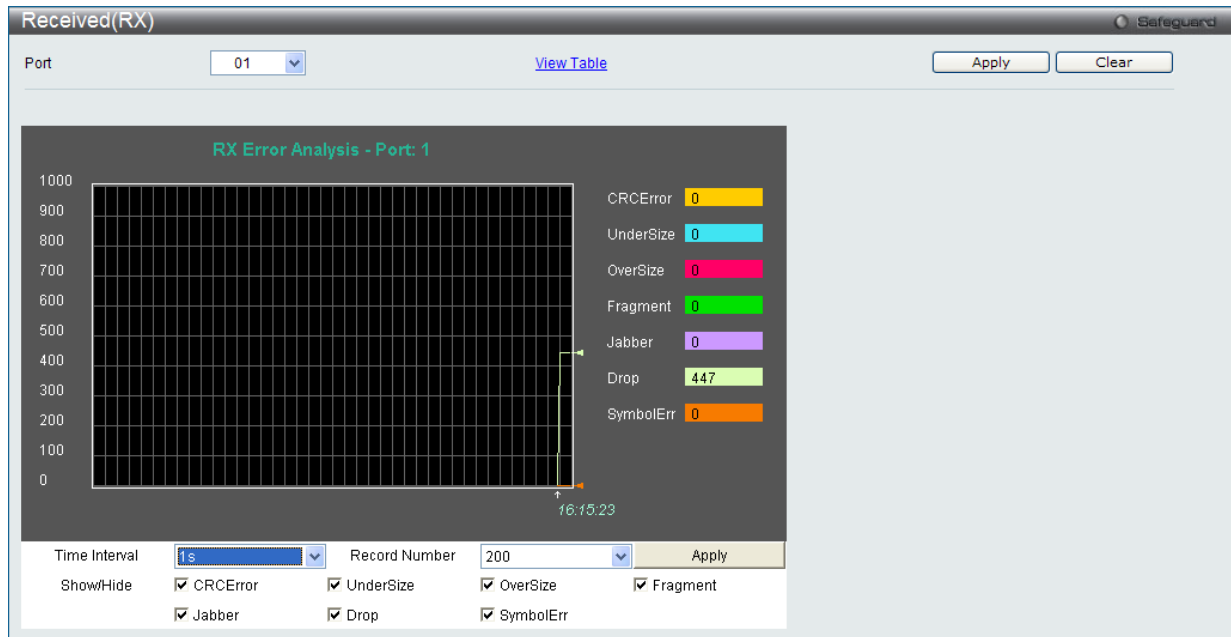 Received(RX)
Safeguard
Port 01 View Table Apply Clear
RX Error Analysis - Port: 1
1000
900
800
700
600
500
400
300
200
100
0
CRCError 0
UnderSize 0
OverSize 0
Fragment 0
Jabber 0
Drop 447
SymbolErr 0
16:15:23
Time Interval 1s Record Number 200 Apply
Show/Hide CRCError UnderSize OverSize Fragment
Jabber Drop SymbolErr